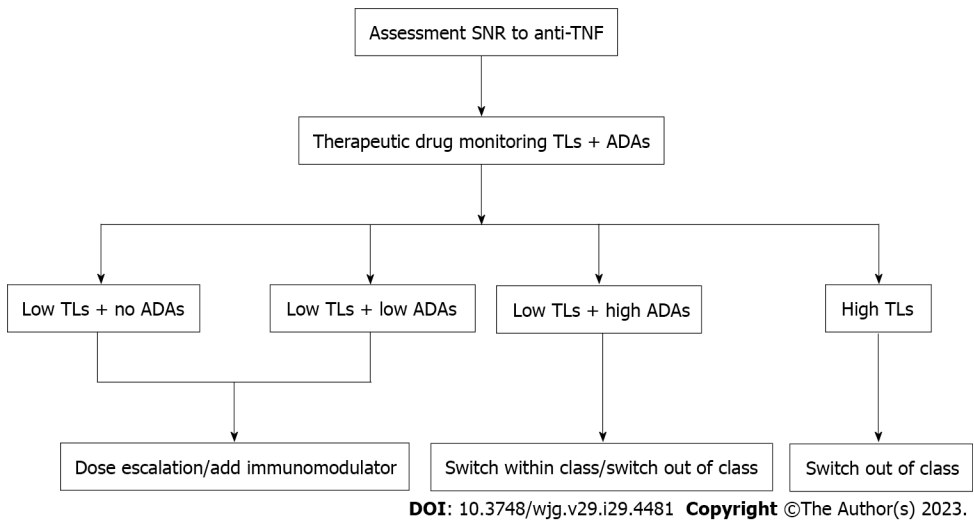 Assessment SNR to anti-TNF
Therapeutic drug monitoring TLs + ADAs
Low TLs + no ADAs
Low TLs + low ADAs
Low TLs + high ADAs
High TLs
Dose escalation/add immunomodulator
Switch within class/switch out of class
Switch out of class
DOI: 10.3748/wjg.v29.i29.4481 Copyright ©The Author(s) 2023.